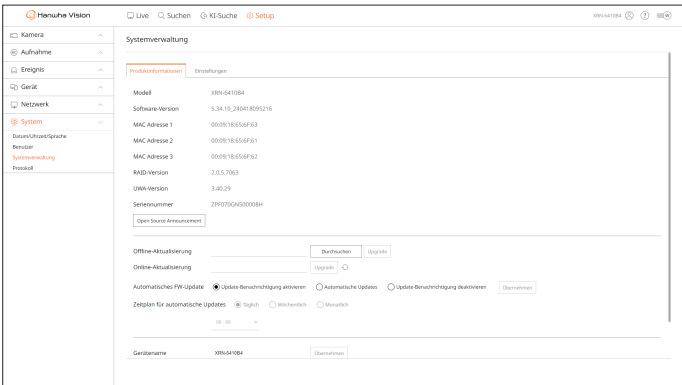 Hanwha Vision Live Suchen KI-Suche Setup XRN-6410B4
Kamera
Aufnahme
Ereignis
Gerät
Netzwerk
System
Datum/Uhrzeit/Sprache
Benutzer
Systemverwaltung
Protokoll
Systemverwaltung
Produktinformationen Einstellungen
Modell XRN-6410B4
Software-Version 5.34.10_240418095216
MAC Adresse 1 00:09:18:65:6F:63
MAC Adresse 2 00:09:18:65:6F:61
MAC Adresse 3 00:09:18:65:6F:62
RAID-Version 2.0.5.7063
UWA-Version 3.40.29
Seriennummer ZPF070GN500008H
Open Source Announcement
Offline-Aktualisierung Durchsuchen Upgrade
Online-Aktualisierung Upgrade
Automatisches FW-Update Update-Benachrichtigung aktivieren Automatische Updates Update-Benachrichtigung deaktivieren Übernehmen
Zeitplan für automatische Updates Täglich Wöchentlich Monatlich
Gerätename XRN-6410B4 Übernehmen